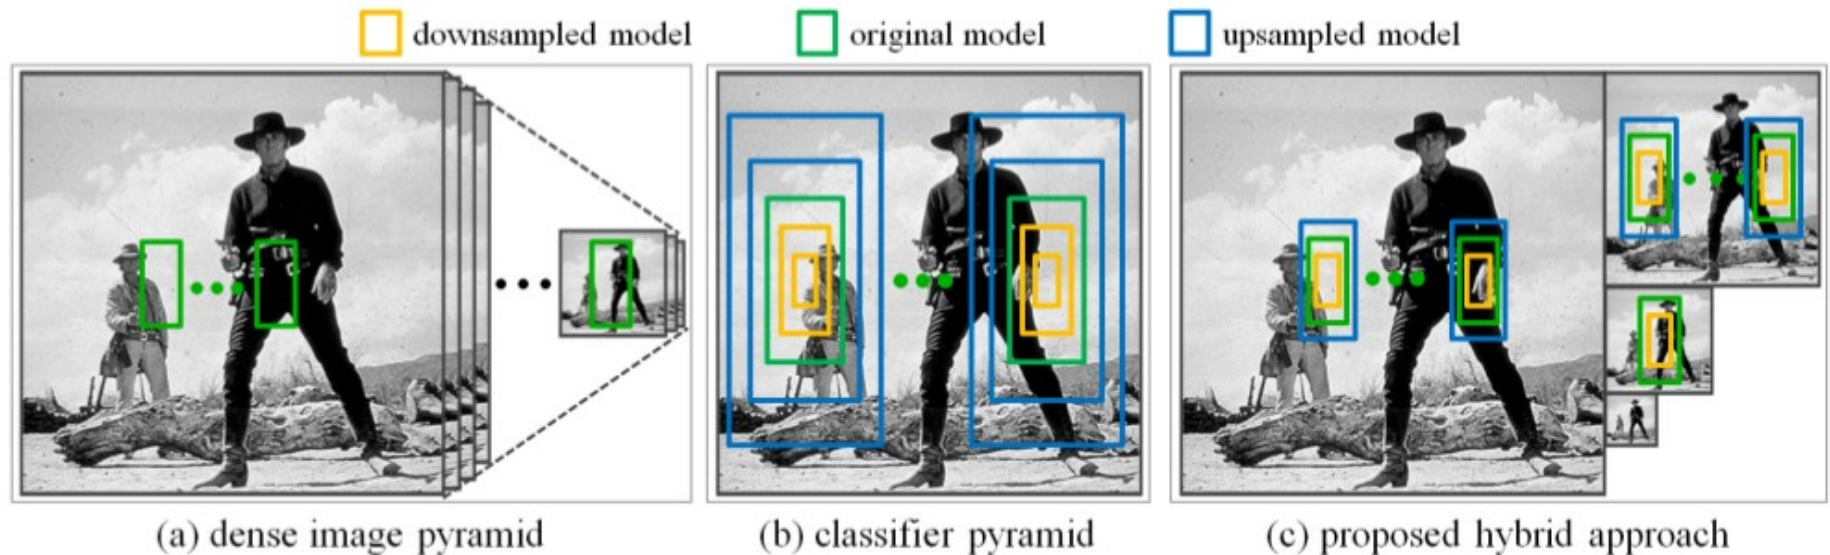 downsampled model original model upsampled model
(a) dense image pyramid (b) classifier pyramid (c) proposed hybrid approach